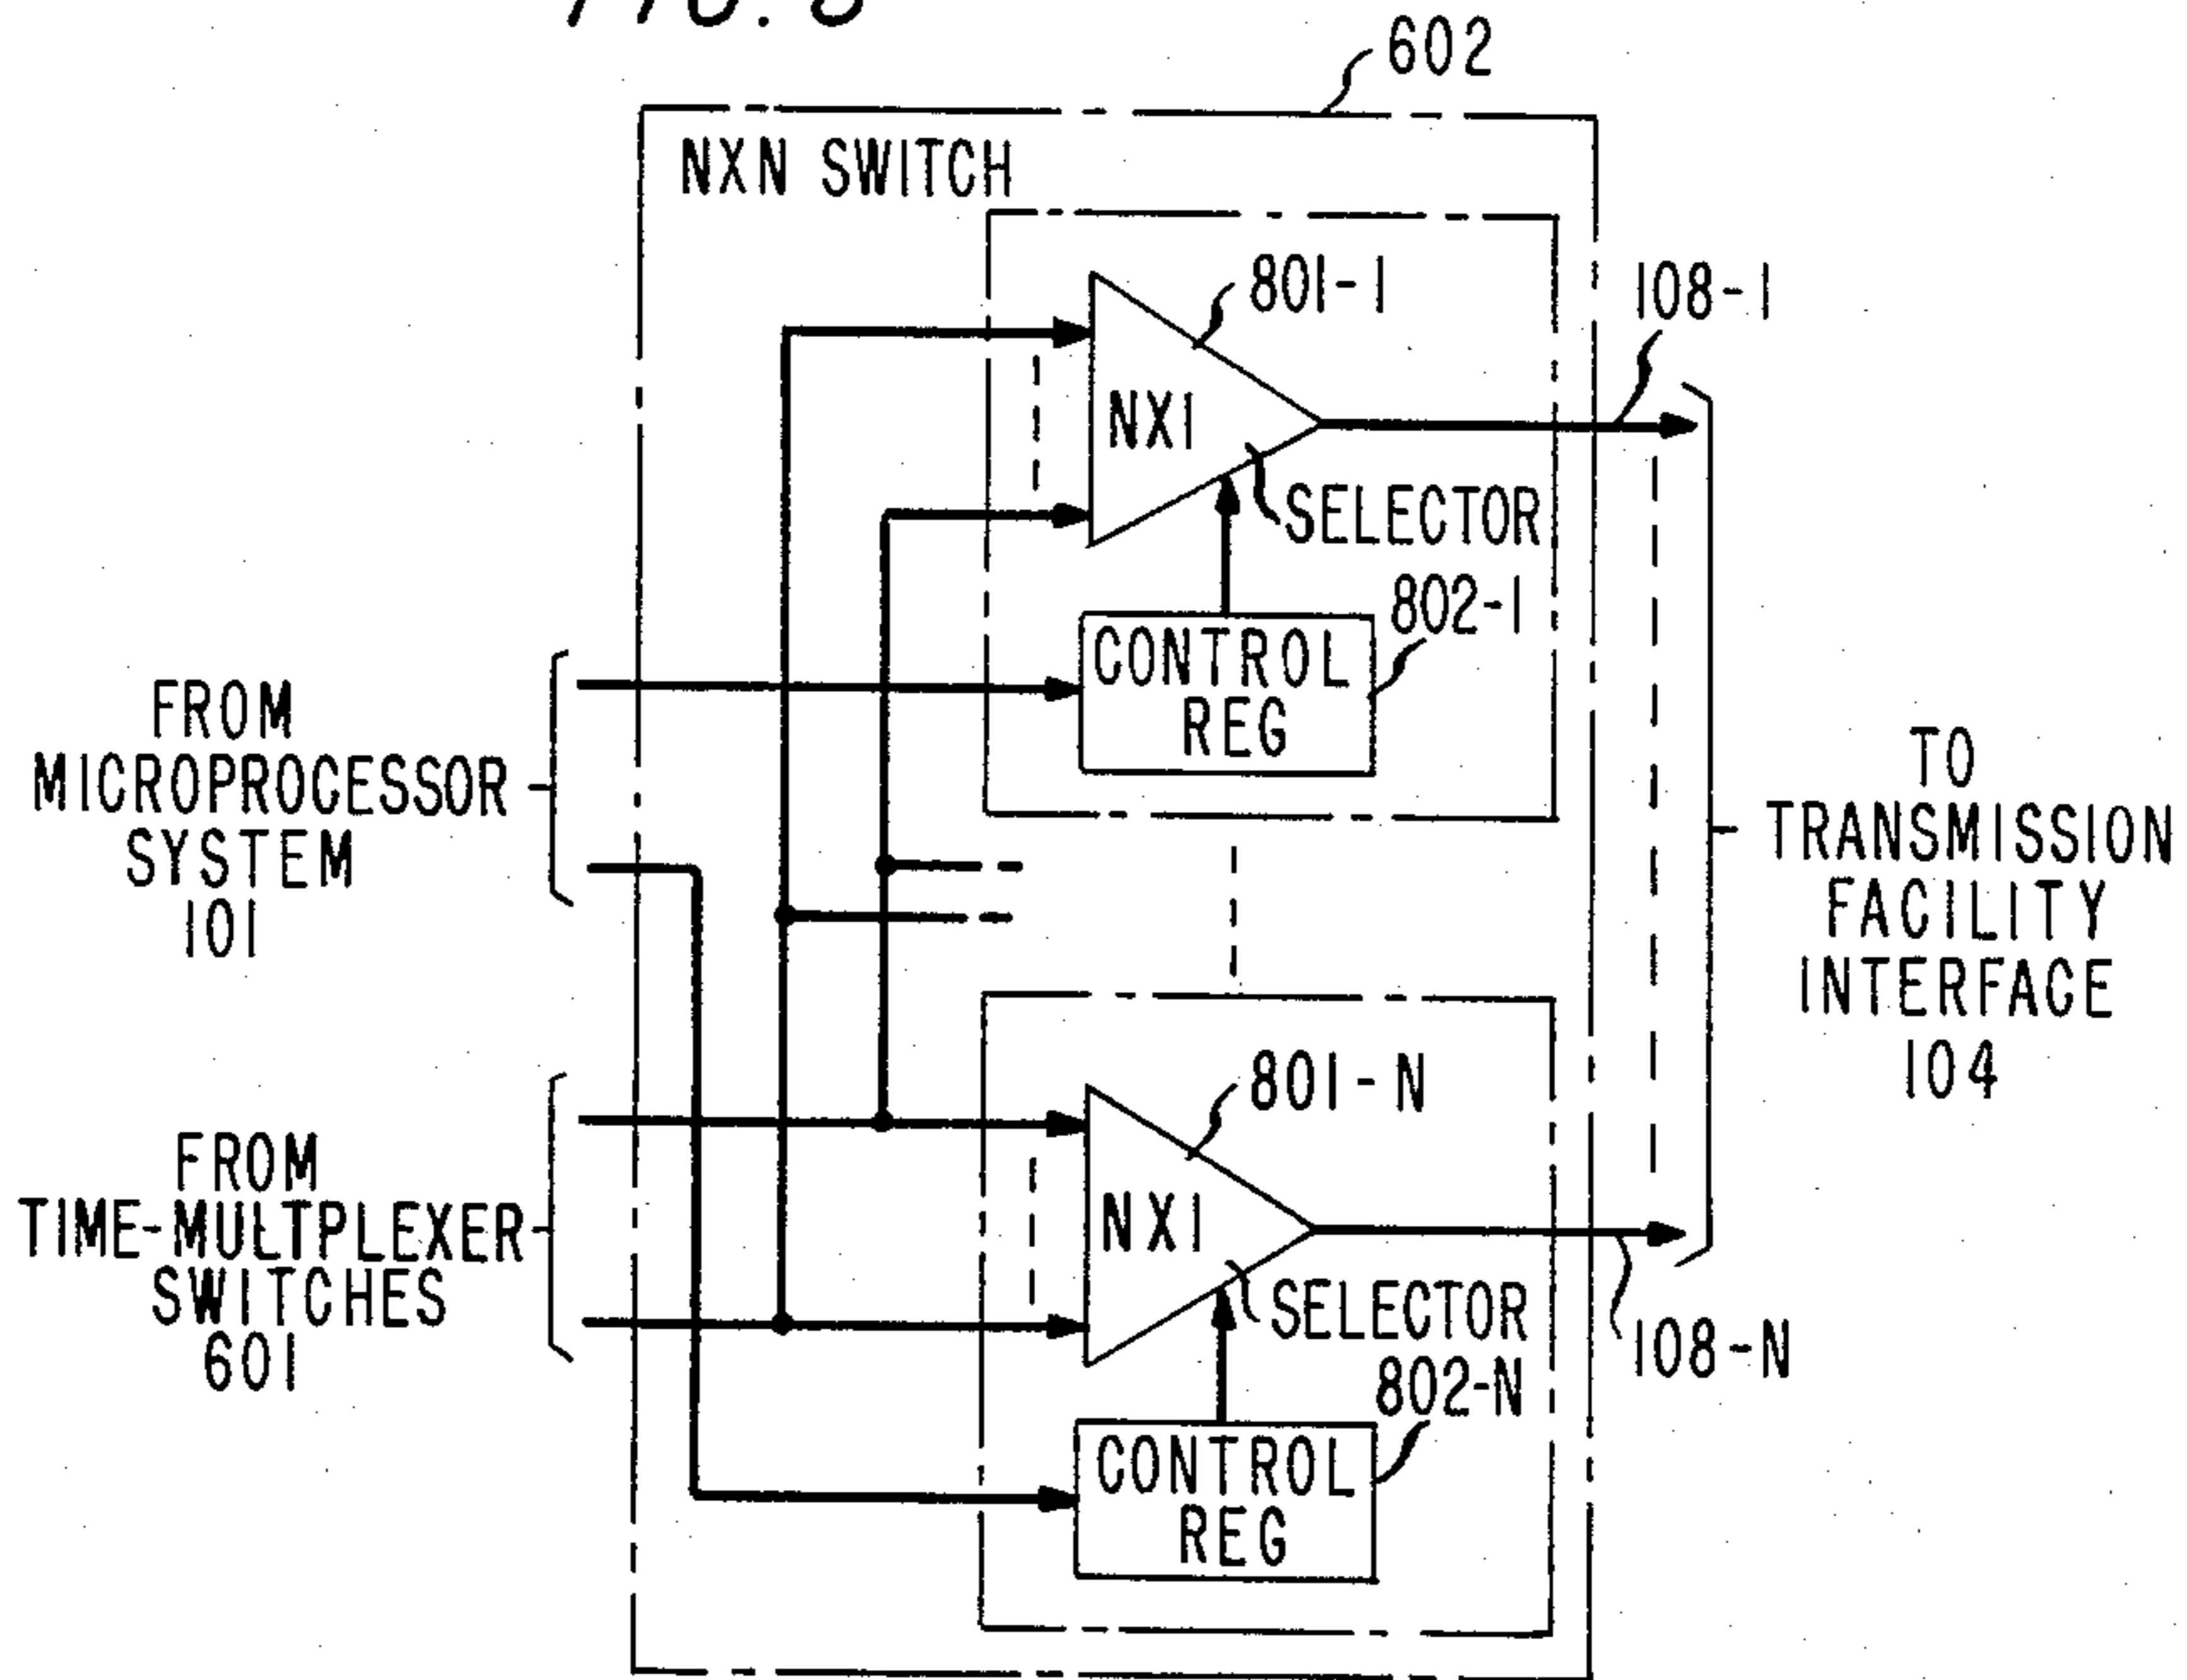 602
NXN SWITCH
801-1
108-1
NX1
SELECTOR
802-1
CONTROL
REG
FROM
MICROPROCESSOR
SYSTEM
101
TO
TRANSMISSION
FACILITY
INTERFACE
104
801-N
FROM
TIME-MULTPLEXER
SWITCHES
601
NX1
SELECTOR
802-N
108-N
CONTROL
REG